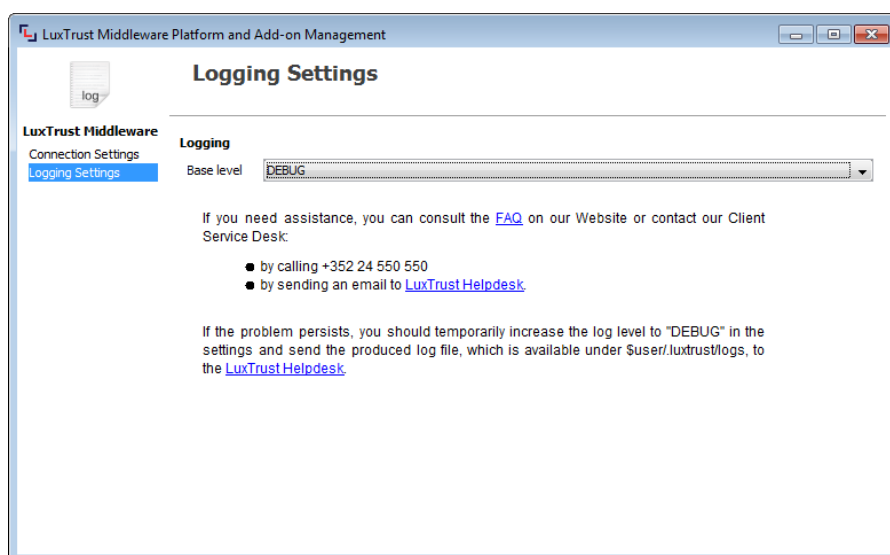 LuxTrust Middleware Platform and Add-on Management
log
Logging Settings
LuxTrust Middleware
Connection Settings
Logging Settings
Logging
Base level DEBUG
If you need assistance, you can consult the FAQ on our Website or contact our Client
Service Desk:
by calling +352 24 550 550
by sending an email to LuxTrust Helpdesk.
If the problem persists, you should temporarily increase the log level to "DEBUG" in the
settings and send the produced log file, which is available under $user/.luxtrust/logs, to
the LuxTrust Helpdesk.